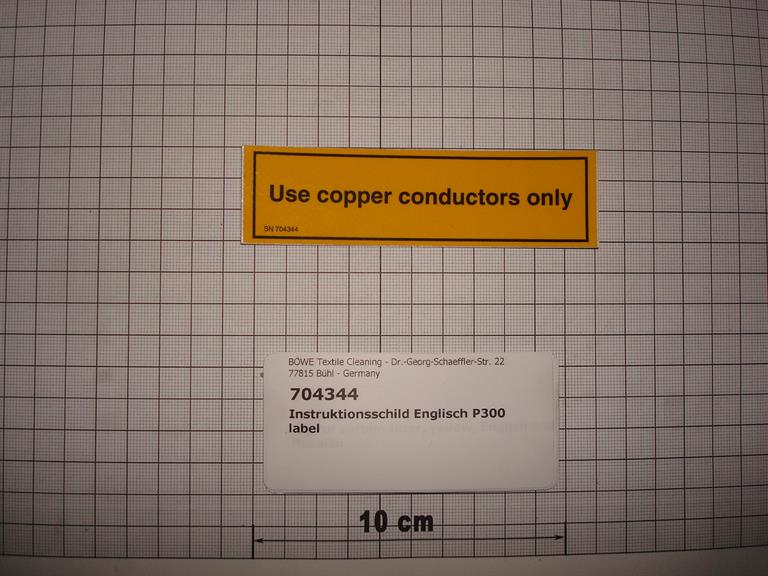 Use copper conductors only
SN 704344
BÖWE Textile Cleaning - Dr.-Georg-Schaeffler-Str. 22
77815 Bühl - Germany
704344
Instruktionsschild Englisch P300
label
10 cm